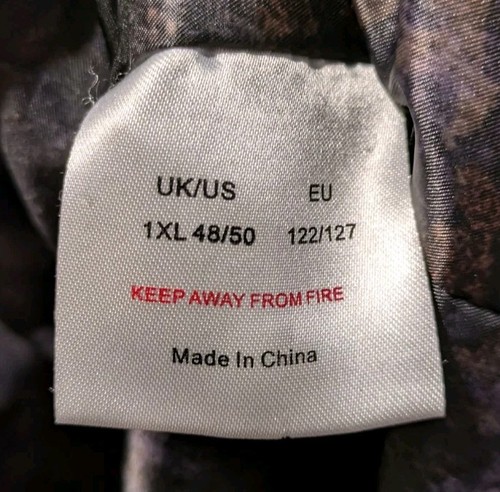 UK/US EU
1XL 48/50 122/127
KEEP AWAY FROM FIRE
Made In China